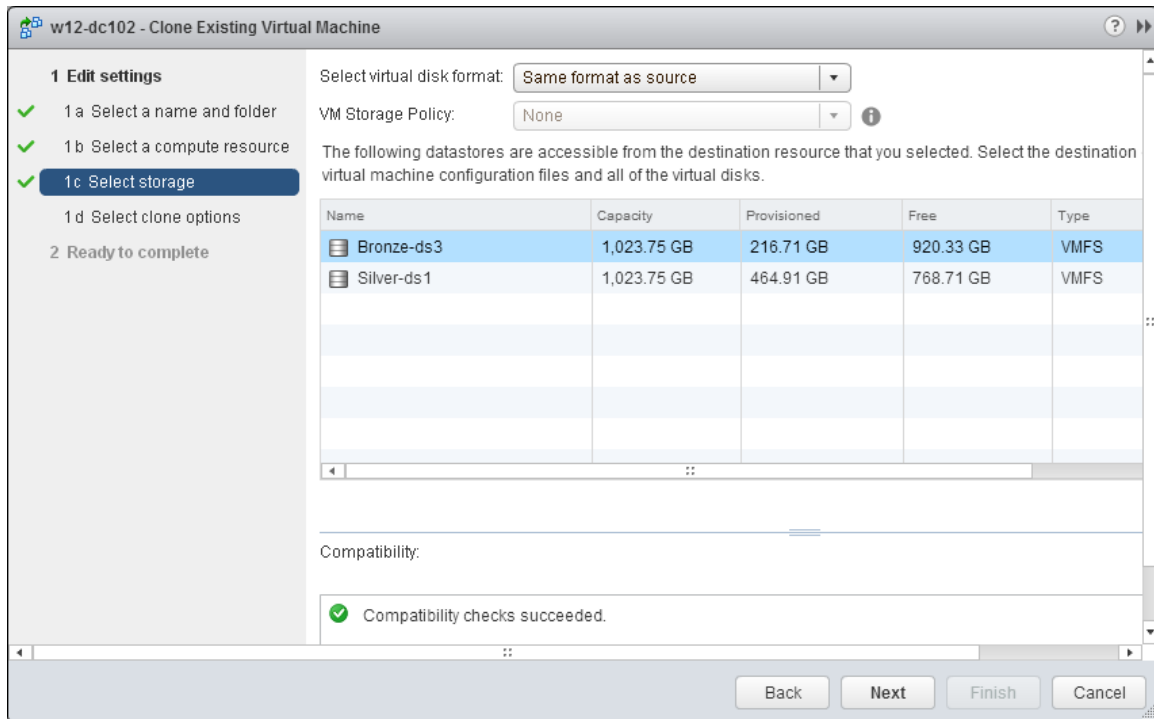 w12-dc102 - Clone Existing Virtual Machine
1 Edit settings
1a Select a name and folder
1b Select a compute resource
1c Select storage
1d Select clone options
2 Ready to complete
Select virtual disk format: Same format as source
VM Storage Policy: None
The following datastores are accessible from the destination resource that you selected. Select the destination
virtual machine configuration files and all of the virtual disks.
Name Capacity Provisioned Free Type
Bronze-ds3 1,023.75 GB 216.71 GB 920.33 GB VMFS
Silver-ds1 1,023.75 GB 464.91 GB 768.71 GB VMFS
Compatibility:
Compatibility checks succeeded.
Back Next Finish Cancel